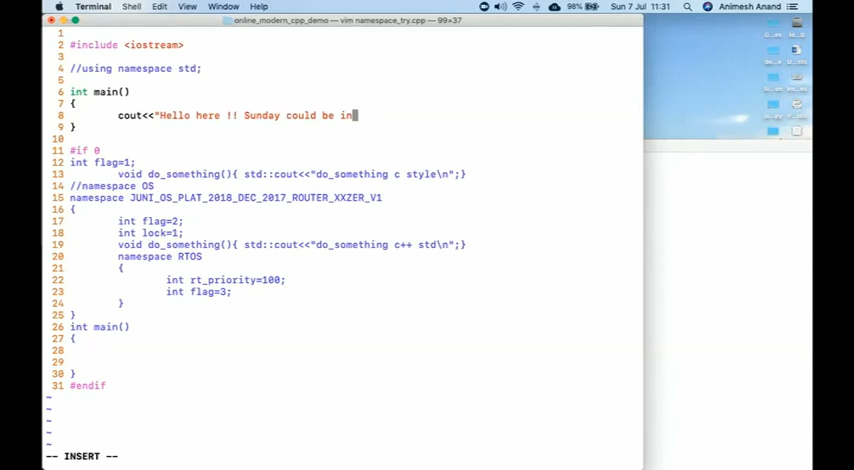 Terminal Shell Edit View Window Help 98% Sun 7 Jul 11:31 Animesh Anand
online_modern_cpp_demo — vim namespace_try.cpp — 99×37
1
2 #include <iostream>
3
4 //using namespace std;
5
6 int main()
7 {
8 cout<<"Hello here !! Sunday could be in
9 }
10
11 #if 0
12 int flag=1;
13 void do_something(){ std::cout<<"do_something c style\n";}
14 //namespace OS
15 namespace JUNI_OS_PLAT_2018_DEC_2017_ROUTER_XXZER_V1
16 {
17 int flag=2;
18 int lock=1;
19 void do_something(){ std::cout<<"do_something c++ std\n";}
20 namespace RTOS
21 {
22 int rt_priority=100;
23 int flag=3;
24 }
25 }
26 int main()
27 {
28
29
30 }
31 #endif
~
~
~
~
~
-- INSERT --